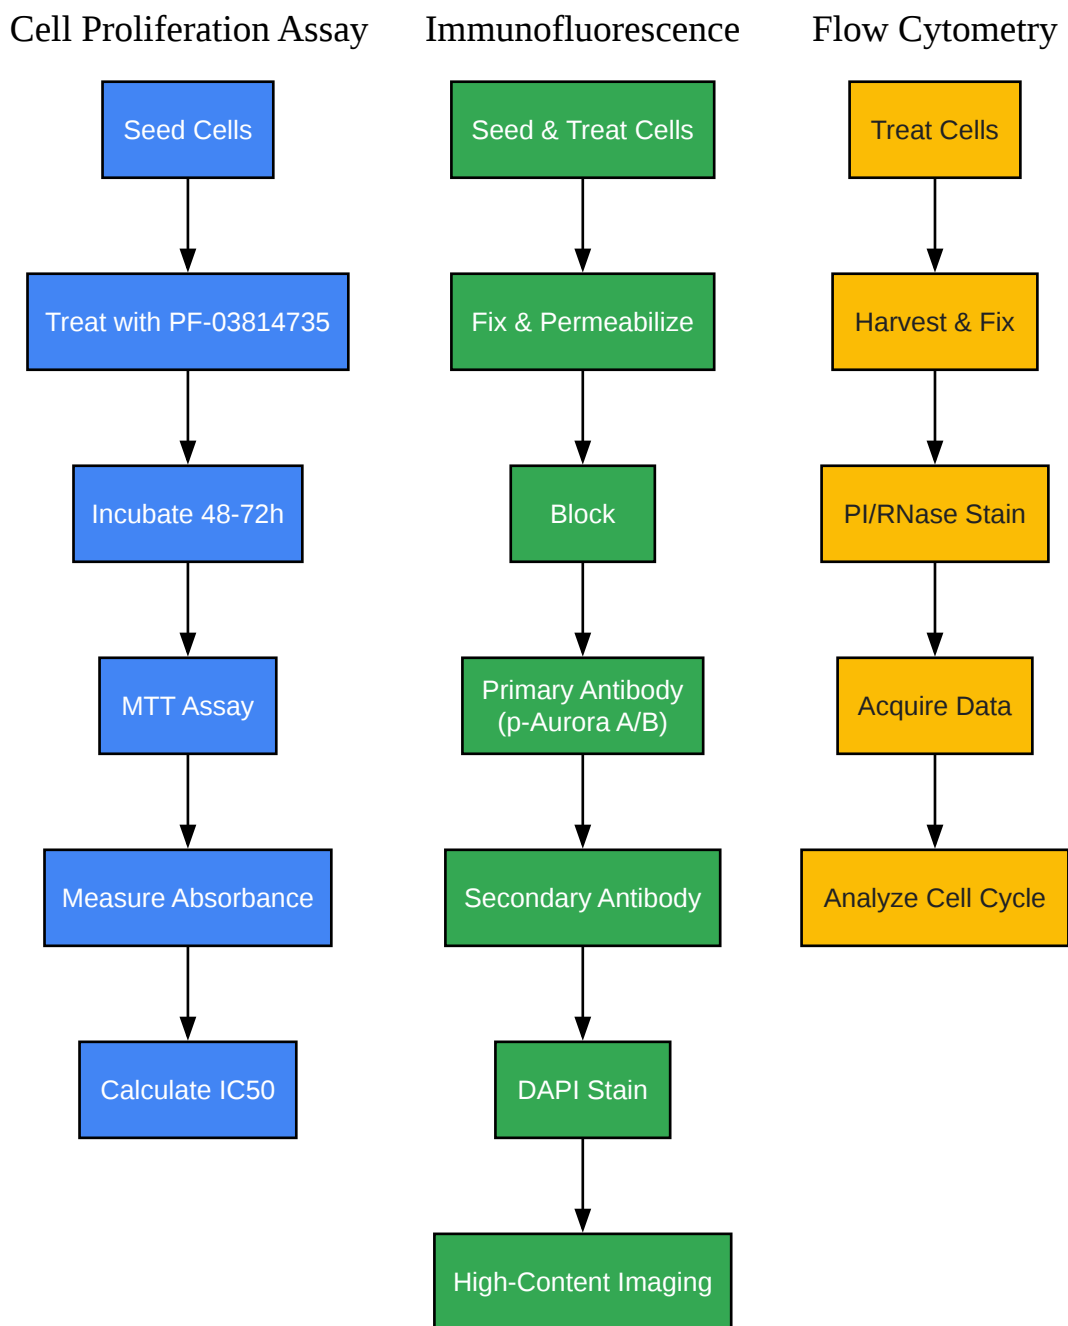 Cell Proliferation Assay
Seed Cells
Treat with PF-03814735
Incubate 48-72h
MTT Assay
Measure Absorbance
Calculate IC50
Immunofluorescence
Seed & Treat Cells
Fix & Permeabilize
Block
Primary Antibody
(p-Aurora A/B)
Secondary Antibody
DAPI Stain
High-Content Imaging
Flow Cytometry
Treat Cells
Harvest & Fix
PI/RNase Stain
Acquire Data
Analyze Cell Cycle